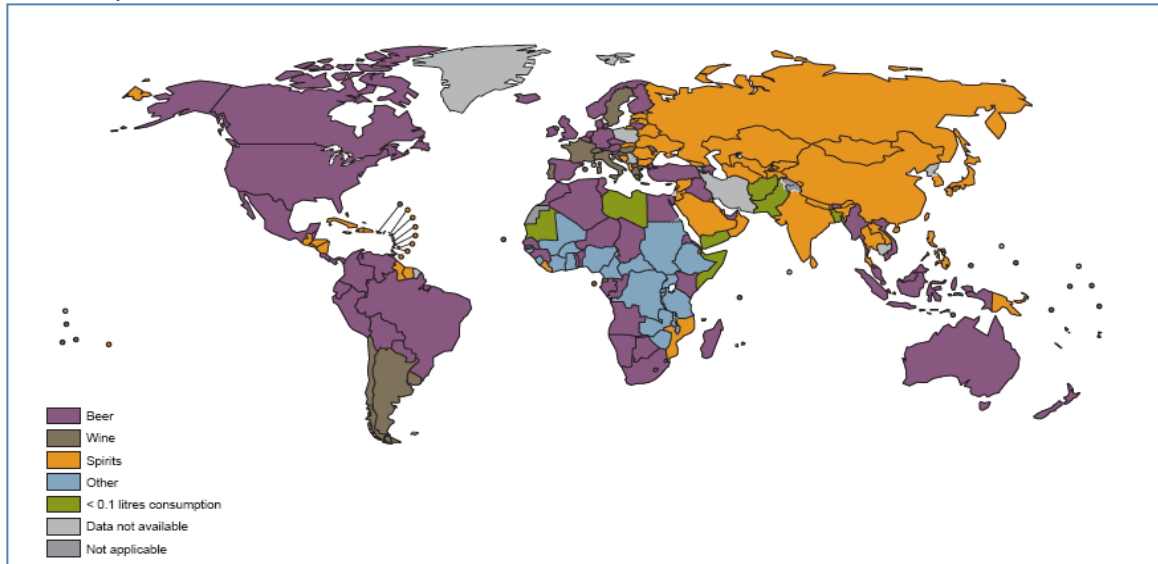 Beer
Wine
Spirits
Other
< 0.1 litres consumption
Data not available
Not applicable